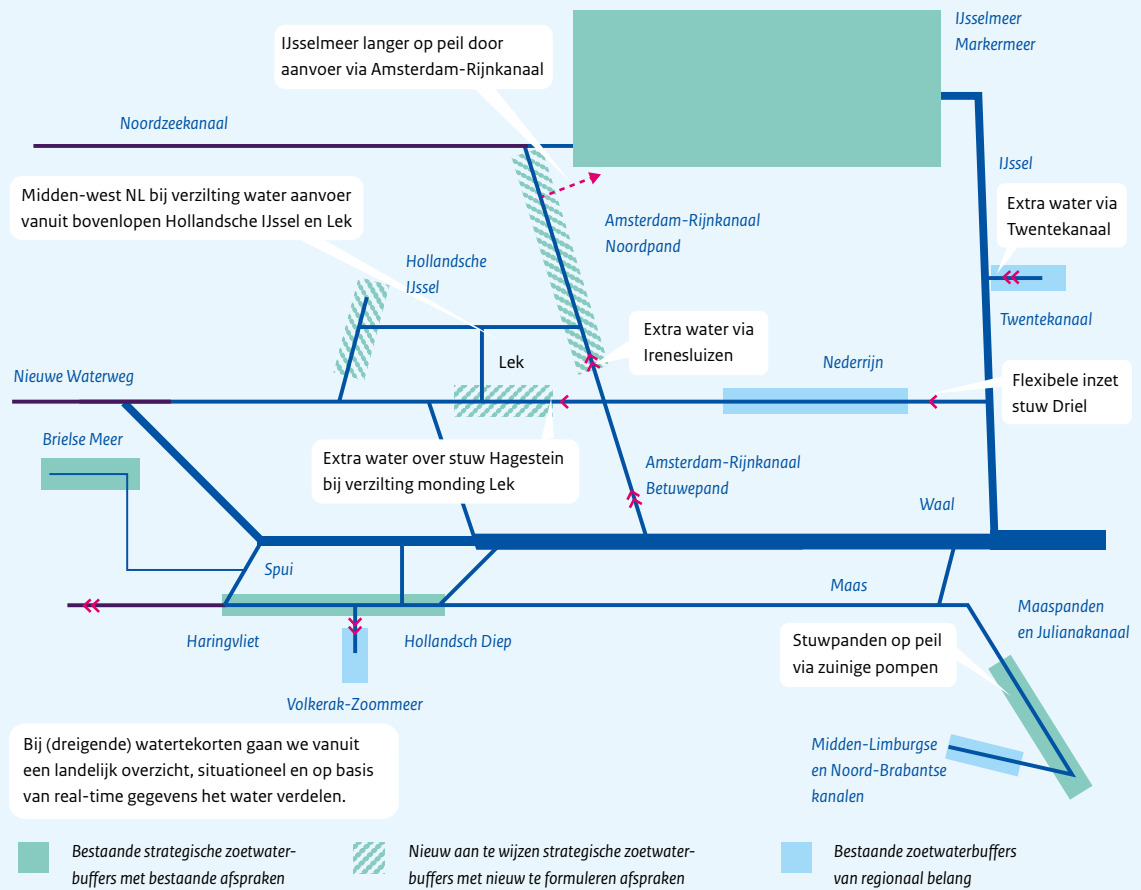 IJsselmeer
Markermeer
IJsselmeer langer op peil door
aanvoer via Amsterdam-Rijnkanaal
Noordzeekanaal
IJssel
Midden-west NL bij verzilting water aanvoer
vanuit bovenlopen Hollandsche IJssel en Lek
Extra water via
Twentekanaal
Amsterdam-Rijnkanaal
Noordpand
Hollandsche
IJssel
Twentekanaal
Extra water via
Irenesluizen
Lek
Nederrijn
Nieuwe Waterweg
Flexibele inzet
stuw Driel
Brielse Meer
Extra water over stuw Hagestein
bij verzilting monding Lek
Amsterdam-Rijnkanaal
Betuwepand
Waal
Spui
Maas
Maaspanden
en Julianakanaal
Haringvliet
Hollandsch Diep
Stuwpanden op peil
via zuinige pompen
Volkerak-Zoommeer
Bij (dreigende) watertekorten gaan we vanuit
een landelijk overzicht, situationeel en op basis
van real-time gegevens het water verdelen.
Midden-Limburgse
en Noord-Brabantse
kanalen
Bestaande strategische zoetwater-
buffers met bestaande afspraken
Nieuw aan te wijzen strategische zoetwater-
buffers met nieuw te formuleren afspraken
Bestaande zoetwaterbuffers
van regionaal belang